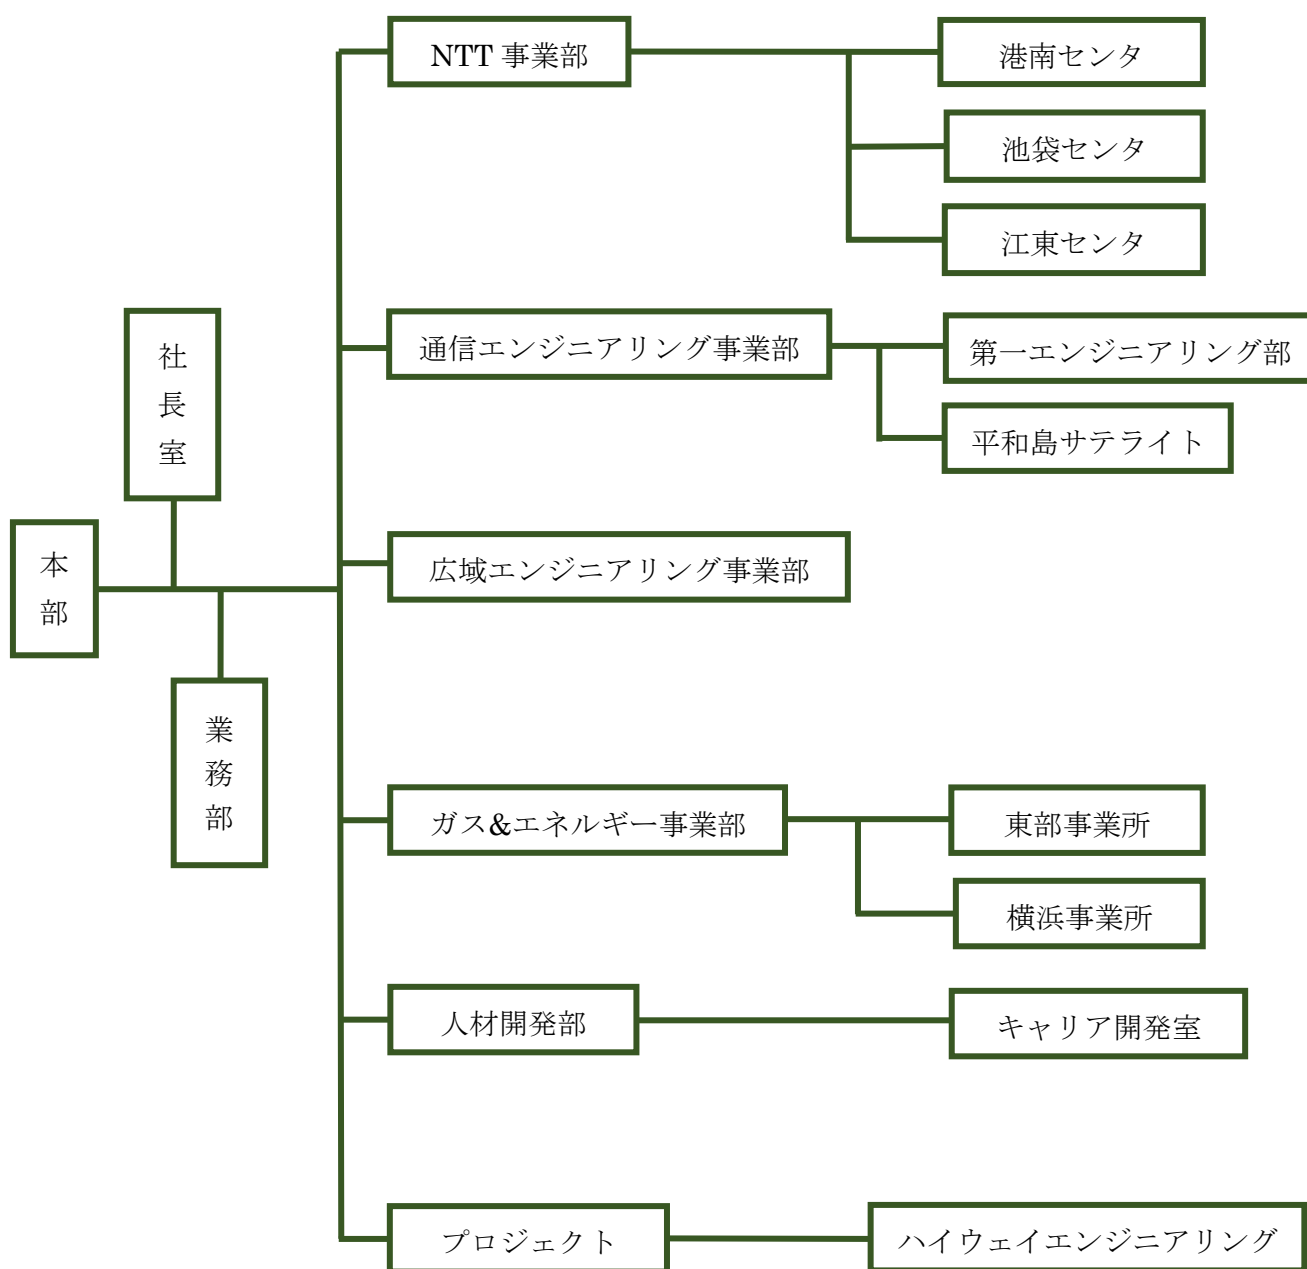 NTT 事業部
港南センタ
池袋センタ
江東センタ
社長室
通信エンジニアリング事業部
第一エンジニアリング部
平和島サテライト
本部
広域エンジニアリング事業部
業務部
ガス&エネルギー事業部
東部事業所
横浜事業所
人材開発部
キャリア開発室
プロジェクト
ハイウェイエンジニアリング